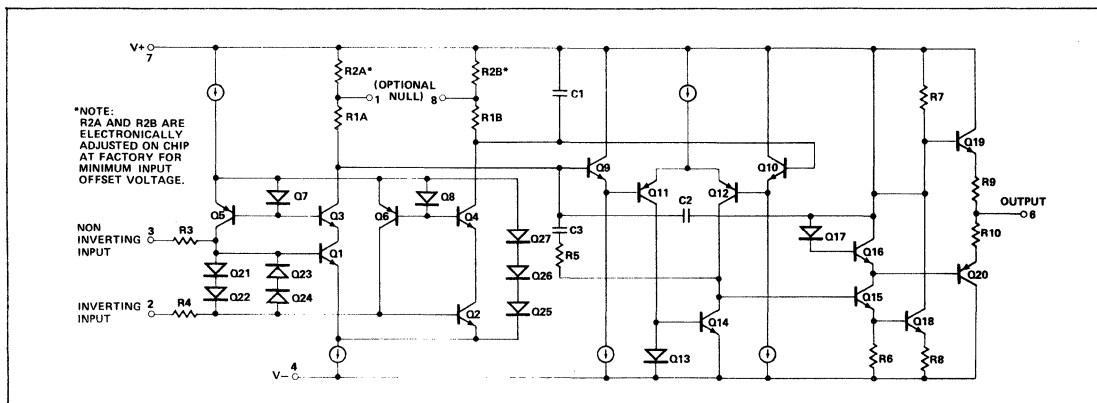 V+
7
R2A*
(OPTIONAL
NULL)
1
8
R2B*
R1A
R1B
C1
R7
*NOTE:
R2A AND R2B ARE
ELECTRONICALLY
ADJUSTED ON CHIP
AT FACTORY FOR
MINIMUM INPUT
OFFSET VOLTAGE.
Q9
Q10
Q19
Q7
Q8
Q11
Q12
Q5
Q3
Q6
Q4
C2
R9
OUTPUT
6
NON
INVERTING
INPUT
3
R3
Q27
C3
R5
Q17
Q16
R10
Q1
Q21
Q23
Q26
Q20
Q22
Q24
Q15
INVERTING
INPUT
2
R4
Q2
Q25
Q14
Q18
Q13
R6
R8
V−
4